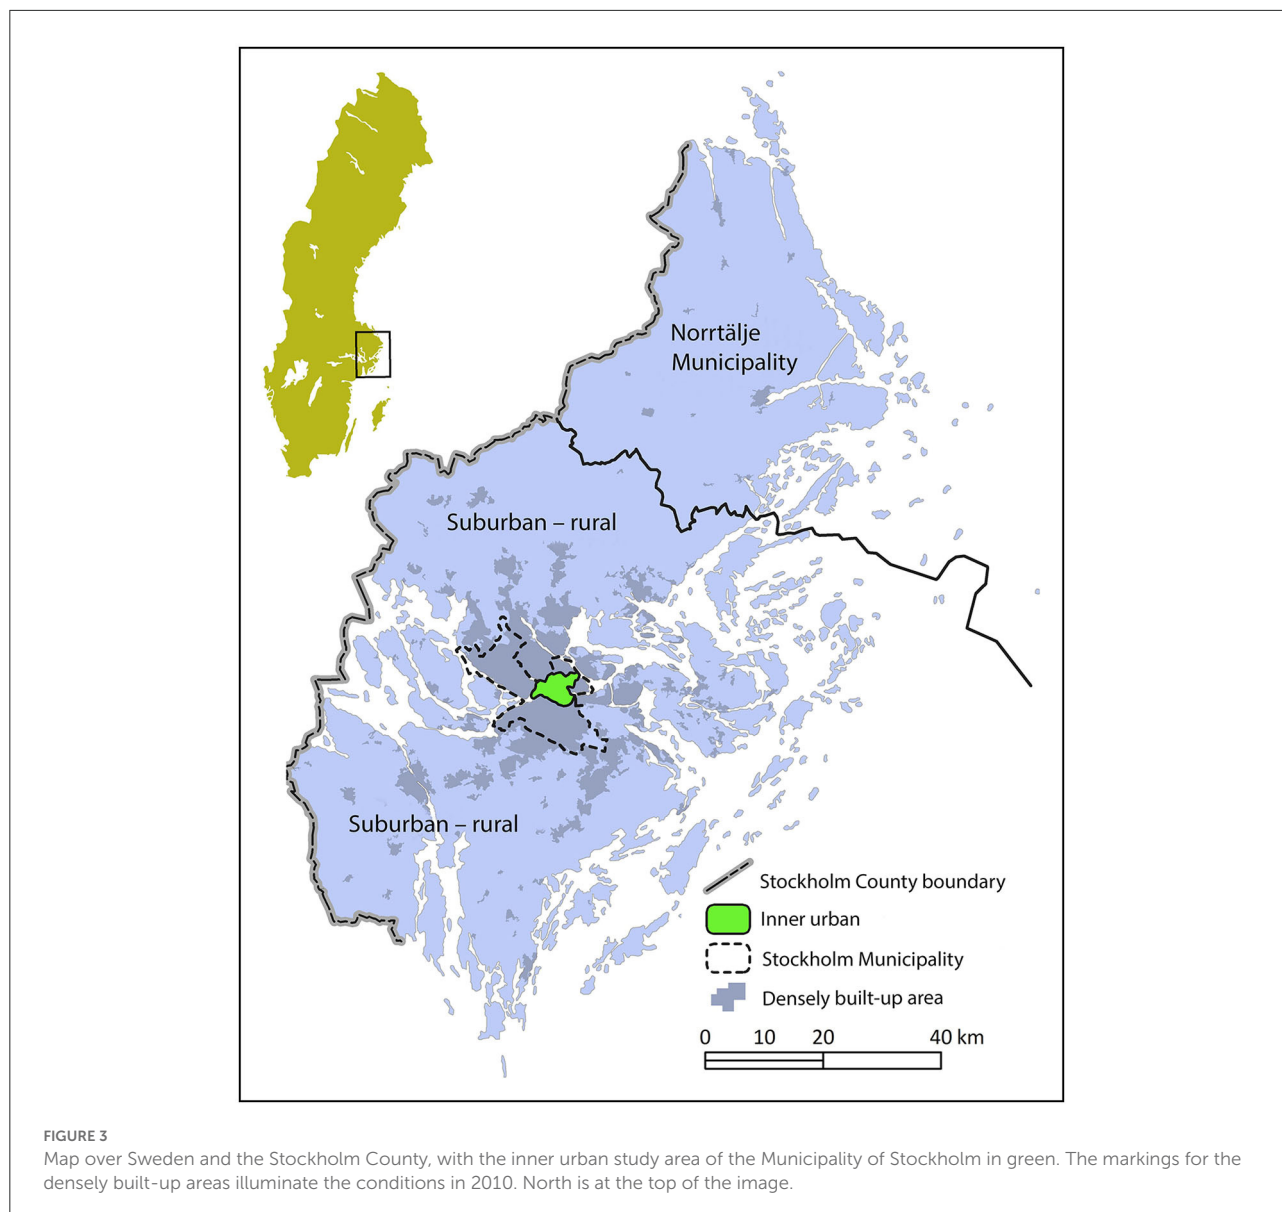 Norrtälje
Municipality
Suburban – rural
Suburban – rural
Stockholm County boundary
Inner urban
Stockholm Municipality
Densely built-up area
0 10 20 40 km
FIGURE 3
Map over Sweden and the Stockholm County, with the inner urban study area of the Municipality of Stockholm in green. The markings for the
densely built-up areas illuminate the conditions in 2010. North is at the top of the image.